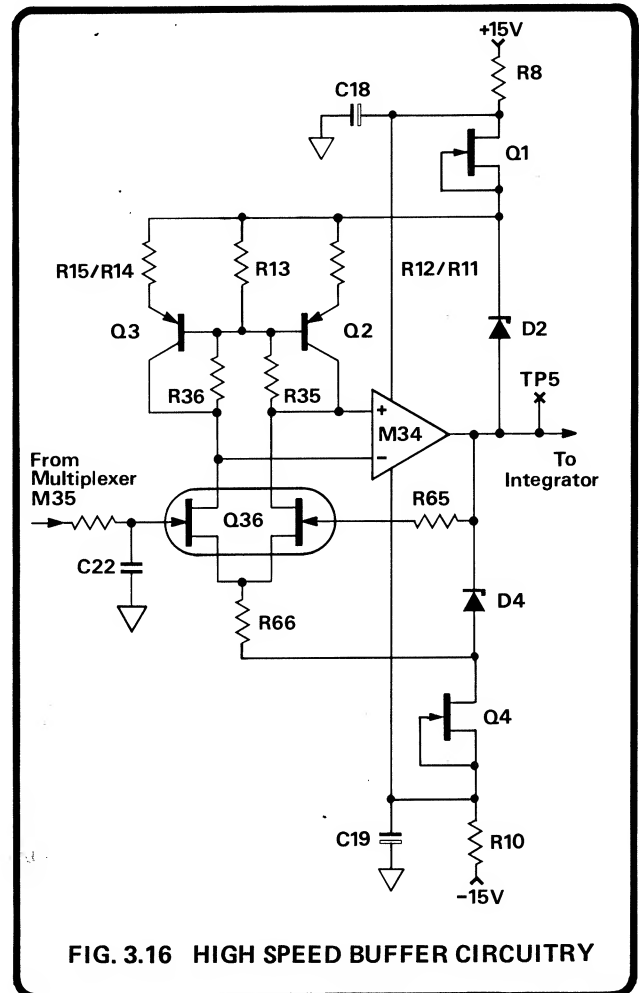 +15V
R8
C18
Q1
R15/R14
R13
R12/R11
Q3
Q2
D2
R36
R35
TP5
+
M34
−
From
Multiplexer
M35
To
Integrator
Q36
R65
C22
D4
R66
Q4
C19
R10
−15V
FIG. 3.16 HIGH SPEED BUFFER CIRCUITRY